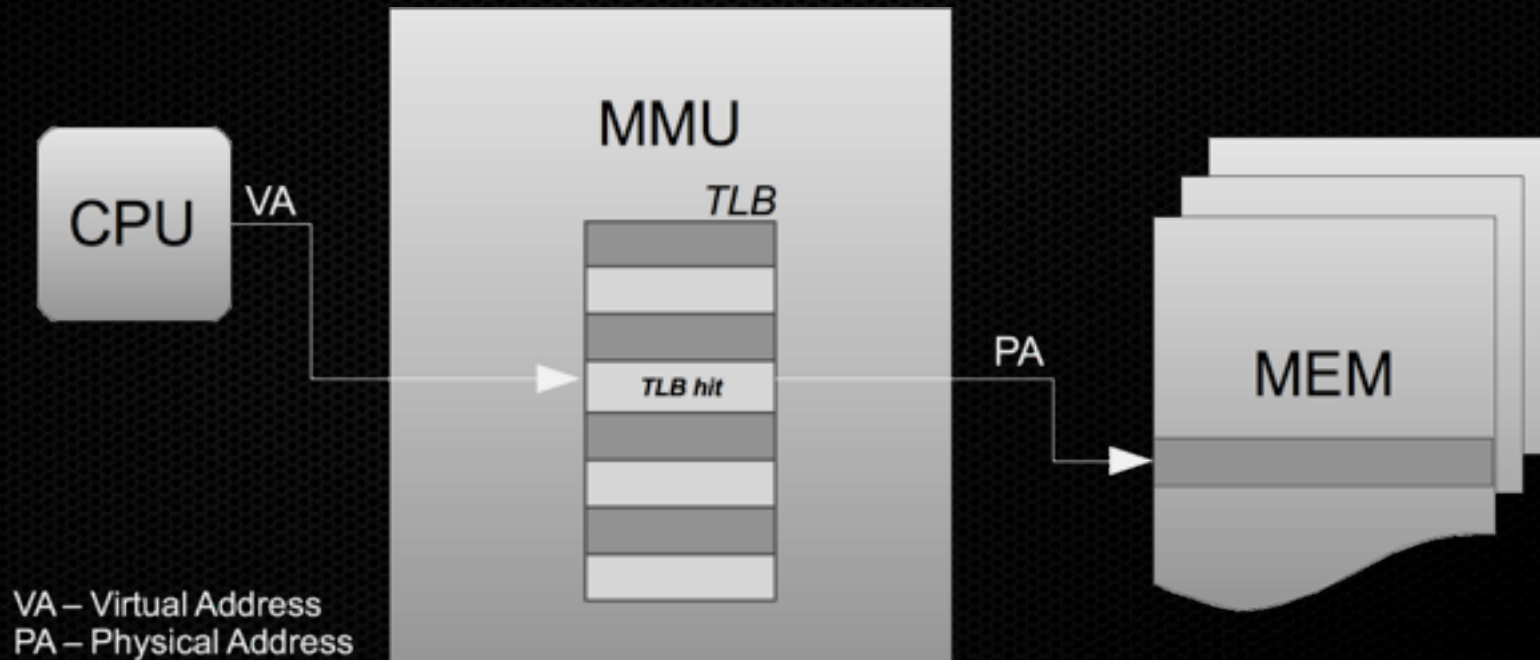 MMU
TLB
CPU
VA
PA
TLB hit
MEM
VA – Virtual Address
PA – Physical Address